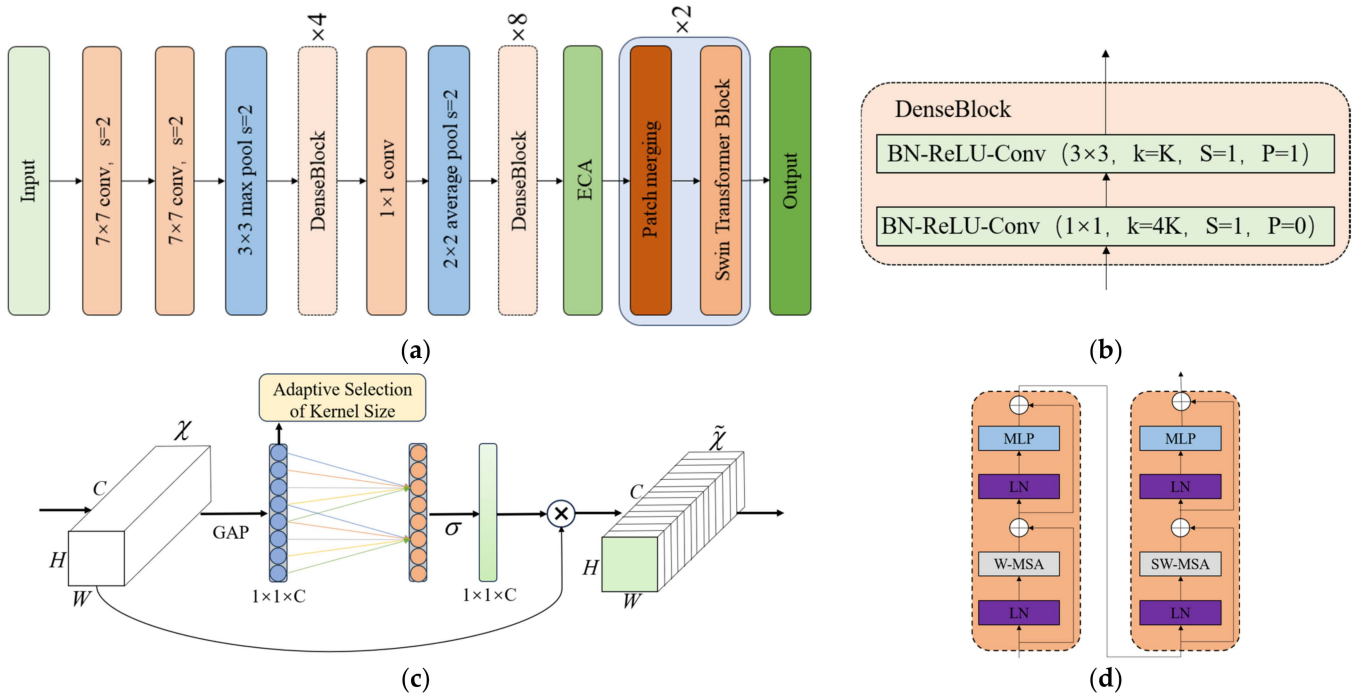 ×4
×8
×2
Input
7×7 conv, s=2
7×7 conv, s=2
3×3 max pool s=2
DenseBlock
1×1 conv
2×2 average pool s=2
DenseBlock
ECA
Patch merging
Swin Transformer Block
Output
(a)
DenseBlock
BN-ReLU-Conv (3×3, k=K, S=1, P=1)
BN-ReLU-Conv (1×1, k=4K, S=1, P=0)
(b)
Adaptive Selection
of Kernel Size
χ
C
H
W
GAP
1×1×C
σ
1×1×C
χ̃
C
H
W
(c)
MLP
LN
W-MSA
LN
MLP
LN
SW-MSA
LN
(d)